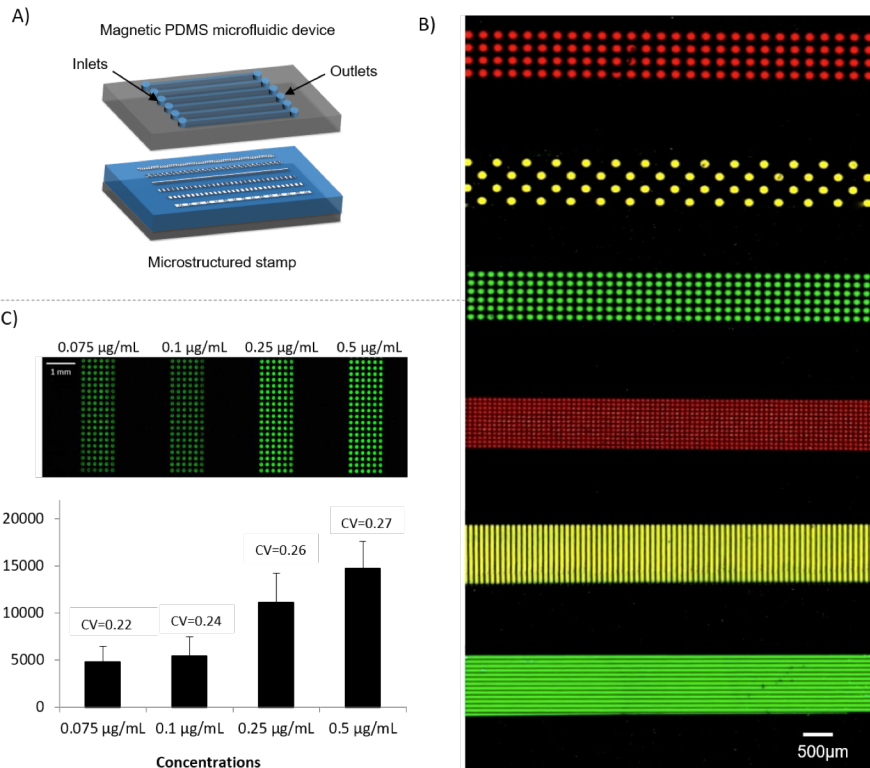 A)
Magnetic PDMS microfluidic device
Inlets
Outlets
Microstructured stamp
B)
500µm
C)
0.075 µg/mL 0.1 µg/mL 0.25 µg/mL 0.5 µg/mL
1 mm
20000
15000
10000
5000
0
CV=0.22
CV=0.24
CV=0.26
CV=0.27
0.075 µg/mL 0.1 µg/mL 0.25 µg/mL 0.5 µg/mL
Concentrations